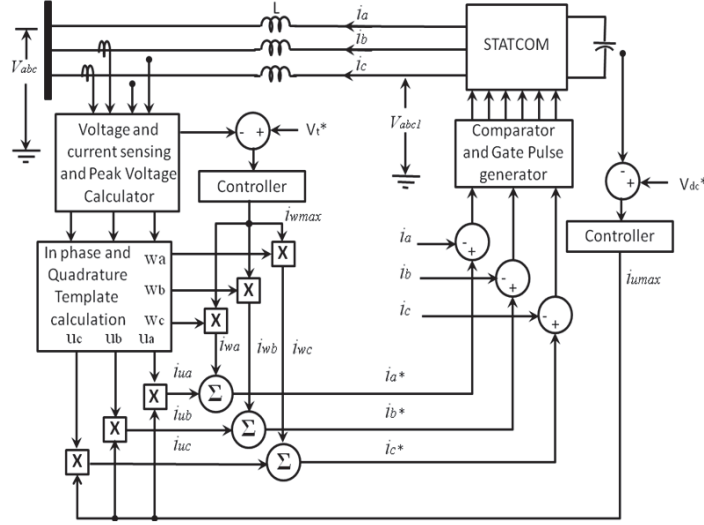 L
ia
ib
ic
STATCOM
Vabc
Vabc1
Voltage and
current sensing
and Peak Voltage
Calculator
- +
Vt*
Controller
Comparator
and Gate Pulse
generator
-
+
Vdc*
Controller
iwmax
iumax
In phase and
Quadrature
Template
calculation
wa
wb
wc
uc ub ua
X
X
X
ia
- +
ib
- +
ic
- +
iwa
iwb
iwc
X
iua
Σ
ia*
X
iub
Σ
ib*
X
iuc
Σ
ic*